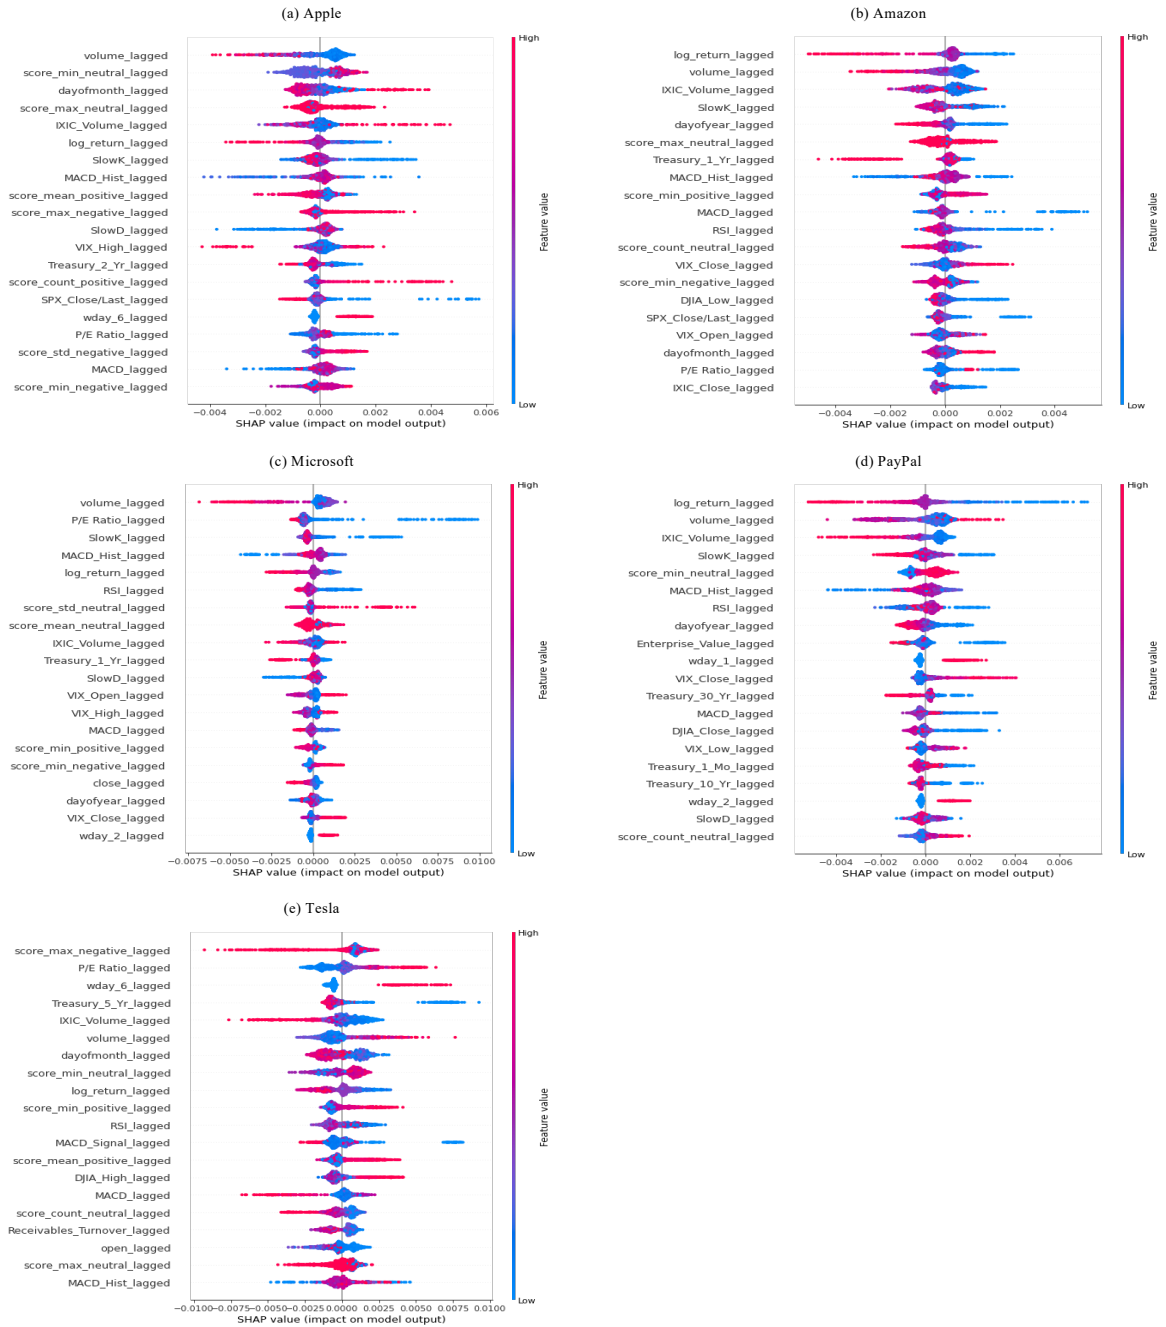 (a) Apple
High
volume_lagged
score_min_neutral_lagged
dayofmonth_lagged
score_max_neutral_lagged
IXIC_Volume_lagged
log_return_lagged
SlowK_lagged
MACD_Hist_lagged
score_mean_positive_lagged
score_max_negative_lagged
SlowD_lagged
VIX_High_lagged
Treasury_2_Yr_lagged
score_count_positive_lagged
SPX_Close/Last_lagged
wday_6_lagged
P/E Ratio_lagged
score_std_negative_lagged
MACD_lagged
score_min_negative_lagged
Feature value
Low
−0.004 −0.002 0.000 0.002 0.004 0.006
SHAP value (impact on model output)
(b) Amazon
High
log_return_lagged
volume_lagged
IXIC_Volume_lagged
SlowK_lagged
dayofyear_lagged
score_max_neutral_lagged
Treasury_1_Yr_lagged
MACD_Hist_lagged
score_min_positive_lagged
MACD_lagged
RSI_lagged
score_count_neutral_lagged
VIX_Close_lagged
score_min_negative_lagged
DJIA_Low_lagged
SPX_Close/Last_lagged
VIX_Open_lagged
dayofmonth_lagged
P/E Ratio_lagged
IXIC_Close_lagged
Feature value
Low
−0.004 −0.002 0.000 0.002 0.004
SHAP value (impact on model output)
(c) Microsoft
High
volume_lagged
P/E Ratio_lagged
SlowK_lagged
MACD_Hist_lagged
log_return_lagged
RSI_lagged
score_std_neutral_lagged
score_mean_neutral_lagged
IXIC_Volume_lagged
Treasury_1_Yr_lagged
SlowD_lagged
VIX_Open_lagged
VIX_High_lagged
MACD_lagged
score_min_positive_lagged
score_min_negative_lagged
close_lagged
dayofyear_lagged
VIX_Close_lagged
wday_2_lagged
Feature value
Low
−0.0075−0.0050−0.0025 0.0000 0.0025 0.0050 0.0075 0.0100
SHAP value (impact on model output)
(d) PayPal
High
log_return_lagged
volume_lagged
IXIC_Volume_lagged
SlowK_lagged
score_min_neutral_lagged
MACD_Hist_lagged
RSI_lagged
dayofyear_lagged
Enterprise_Value_lagged
wday_1_lagged
VIX_Close_lagged
Treasury_30_Yr_lagged
MACD_lagged
DJIA_Close_lagged
VIX_Low_lagged
Treasury_1_Mo_lagged
Treasury_10_Yr_lagged
wday_2_lagged
SlowD_lagged
score_count_neutral_lagged
Feature value
Low
−0.004 −0.002 0.000 0.002 0.004 0.006
SHAP value (impact on model output)
(e) Tesla
High
score_max_negative_lagged
P/E Ratio_lagged
wday_6_lagged
Treasury_5_Yr_lagged
IXIC_Volume_lagged
volume_lagged
dayofmonth_lagged
score_min_neutral_lagged
log_return_lagged
score_min_positive_lagged
RSI_lagged
MACD_Signal_lagged
score_mean_positive_lagged
DJIA_High_lagged
MACD_lagged
score_count_neutral_lagged
Receivables_Turnover_lagged
open_lagged
score_max_neutral_lagged
MACD_Hist_lagged
Feature value
Low
−0.0100−0.0075−0.0050−0.0025 0.0000 0.0025 0.0050 0.0075 0.0100
SHAP value (impact on model output)